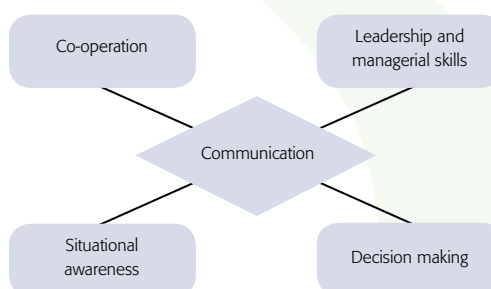 Co-operation
Leadership and
managerial skills
Communication
Situational
awareness
Decision making